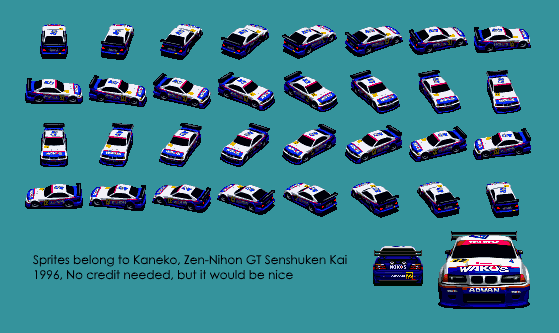 Sprites belong to Kaneko, Zen-Nihon GT Senshuken Kai
1996, No credit needed, but it would be nice
WAKO'S
WAKO'S
ADVAN